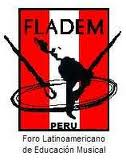 FLADEM
PERU
Foro Latinoamericano
de Educación Musical